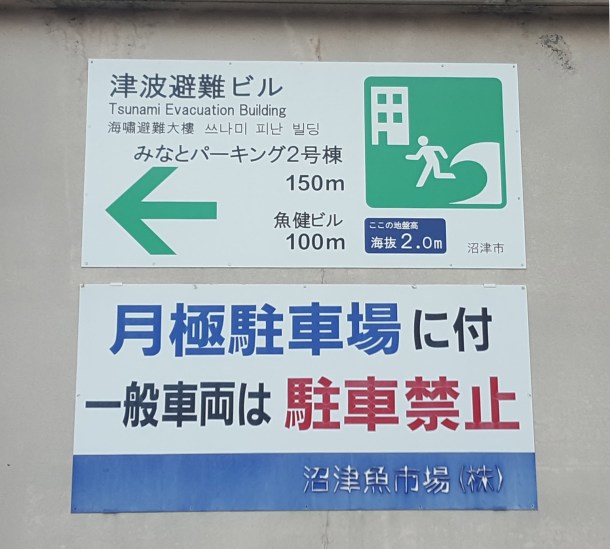 津波避難ビル
Tsunami Evacuation Building
海嘯避難大樓 쓰나미 피난 빌딩
みなとパーキング2号棟
150m
魚健ビル
100m
ここの地盤高
海抜 2.0m
沼津市
月極駐車場に付
一般車両は 駐車禁止
沼津魚市場(株)